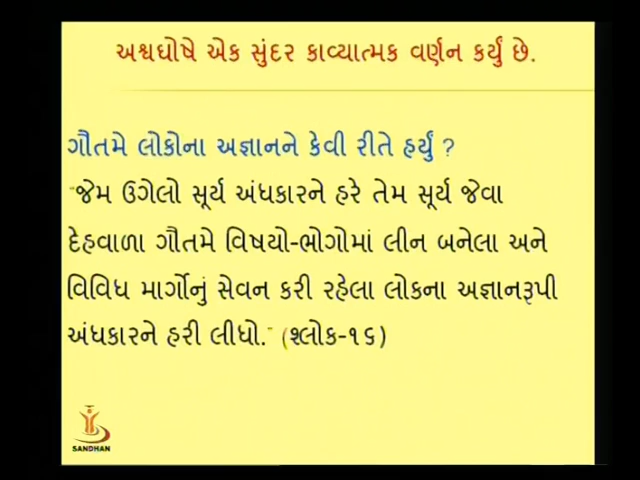 અશ્વઘોષે એક સુંદર કાવ્યાત્મક વર્ણન કર્યું છે.
ગૌતમે લોકોના અજ્ઞાનને કેવી રીતે હર્યું ?
"જેમ ઉગેલો સૂર્ય અંધકારને હરે તેમ સૂર્ય જેવા
દેહવાળા ગૌતમે વિષયો-ભોગોમાં લીન બનેલા અને
વિવિધ માર્ગોનું સેવન કરી રહેલા લોકના અજ્ઞાનરૂપી
અંધકારને હરી લીધો." (શ્લોક-૧૬)
SANDHAN